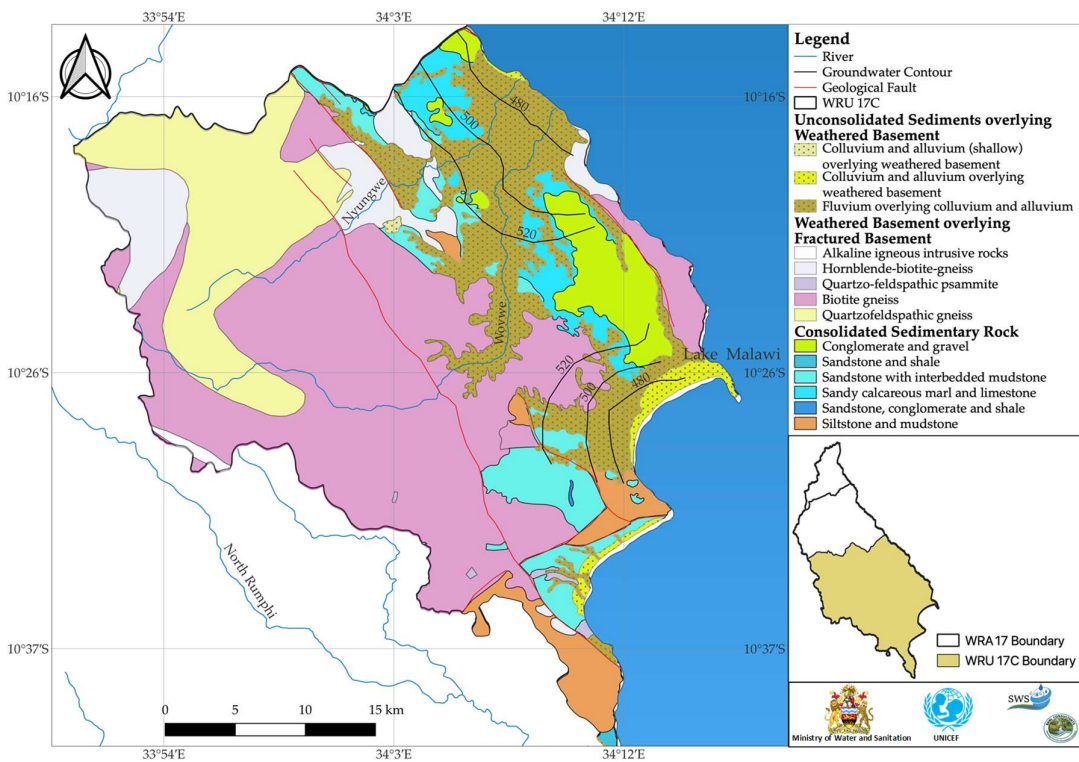 33°54'E
34°3'E
34°12'E
10°16'S
10°16'S
10°26'S
10°26'S
10°37'S
10°37'S
33°54'E
34°3'E
34°12'E
480
500
520
520
500
480
Nyungwe
Wovwe
Lake Malawi
North Rumphi
0
5
10
15 km
Legend
River
Groundwater Contour
Geological Fault
WRU 17C
Unconsolidated Sediments overlying
Weathered Basement
Colluvium and alluvium (shallow)
overlying weathered basement
Colluvium and alluvium overlying
weathered basement
Fluvium overlying colluvium and alluvium
Weathered Basement overlying
Fractured Basement
Alkaline igneous intrusive rocks
Hornblende-biotite-gneiss
Quartzo-feldspathic psammite
Biotite gneiss
Quartzofeldspathic gneiss
Consolidated Sedimentary Rock
Conglomerate and gravel
Sandstone and shale
Sandstone with interbedded mudstone
Sandy calcareous marl and limestone
Sandstone, conglomerate and shale
Siltstone and mudstone
WRA 17 Boundary
WRU 17C Boundary
Ministry of Water and Sanitation
UNICEF
SWS